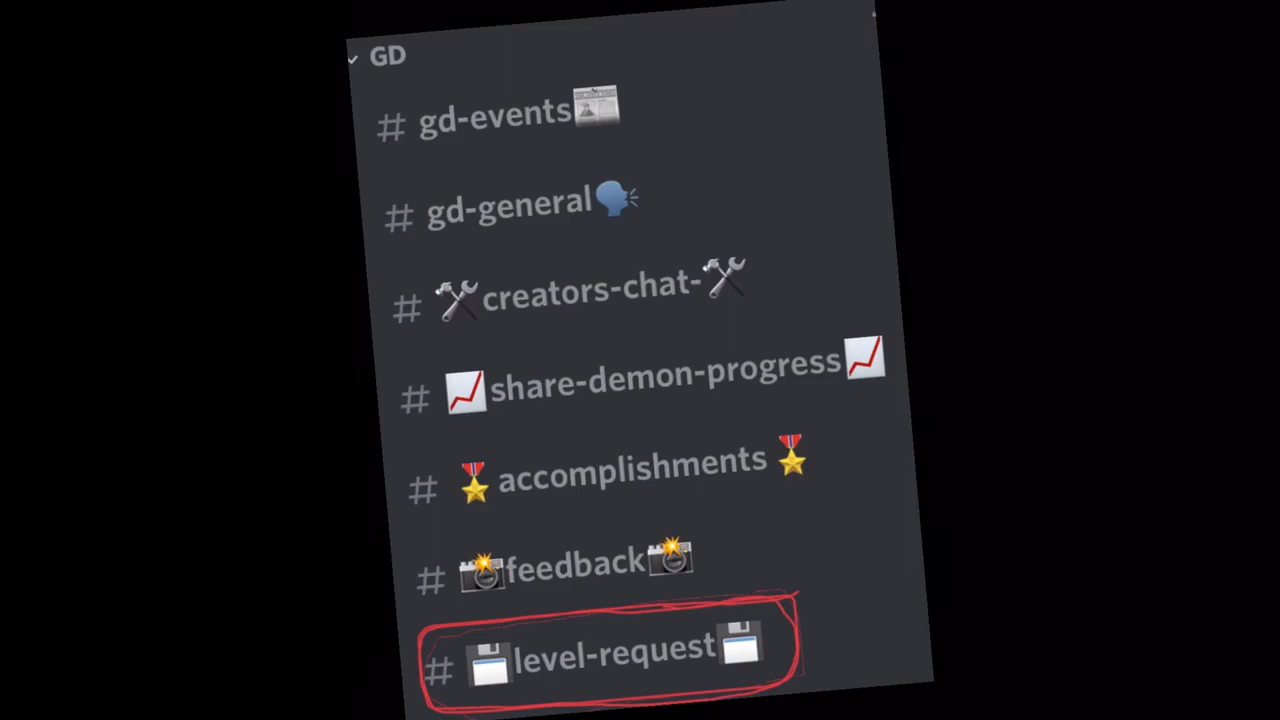 GD
# gd-events📰
# gd-general🗣
# 🛠creators-chat-🛠
# 📈share-demon-progress📈
# 🎖accomplishments🎖
# 📸feedback📸
# 💾level-request💾